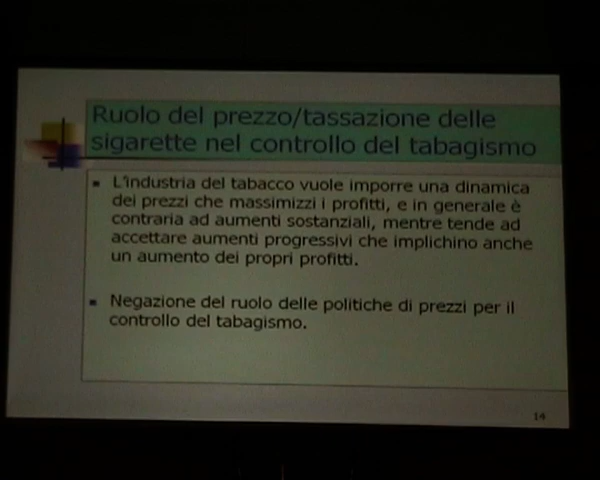 Ruolo del prezzo/tassazione delle
sigarette nel controllo del tabagismo
L'industria del tabacco vuole imporre una dinamica
dei prezzi che massimizzi i profitti, e in generale è
contraria ad aumenti sostanziali, mentre tende ad
accettare aumenti progressivi che implichino anche
un aumento dei propri profitti.
Negazione del ruolo delle politiche di prezzi per il
controllo del tabagismo.
14